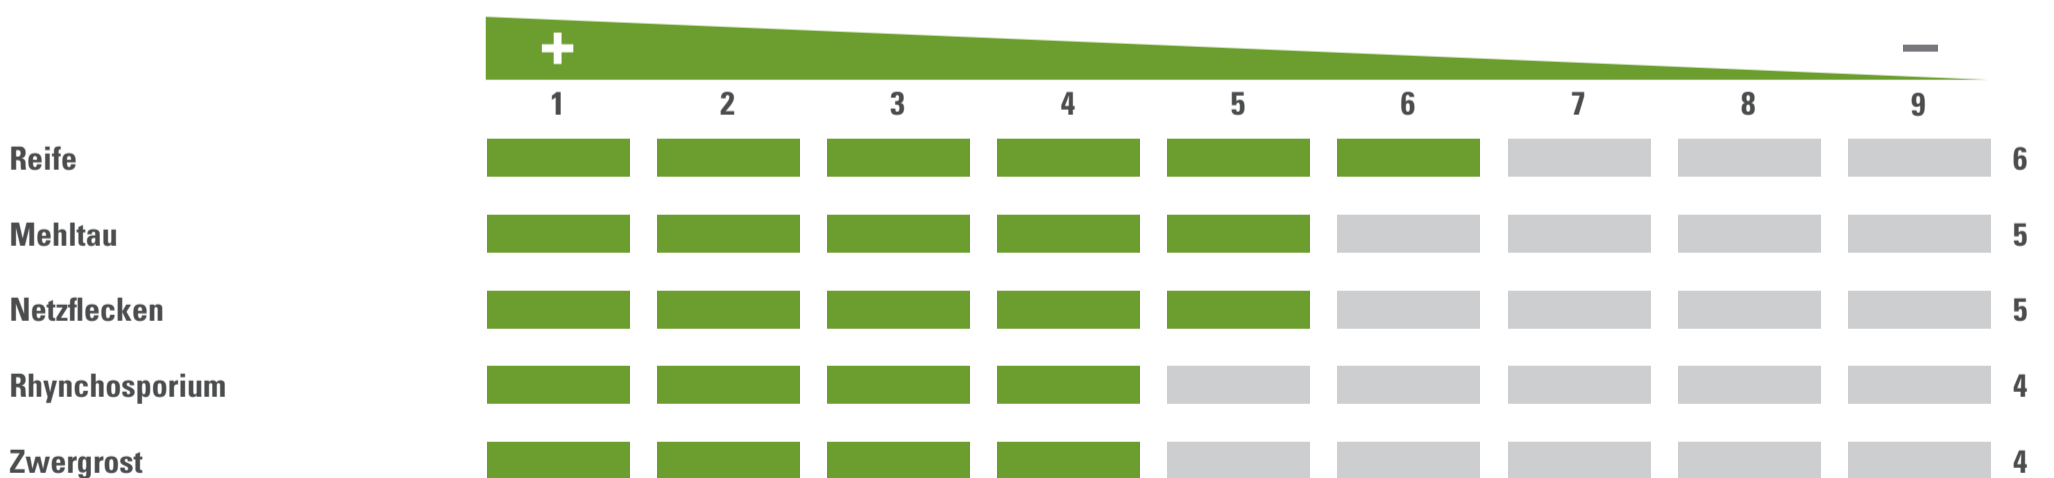 + −
1 2 3 4 5 6 7 8 9
Reife 6
Mehltau 5
Netzflecken 5
Rhynchosporium 4
Zwergrost 4